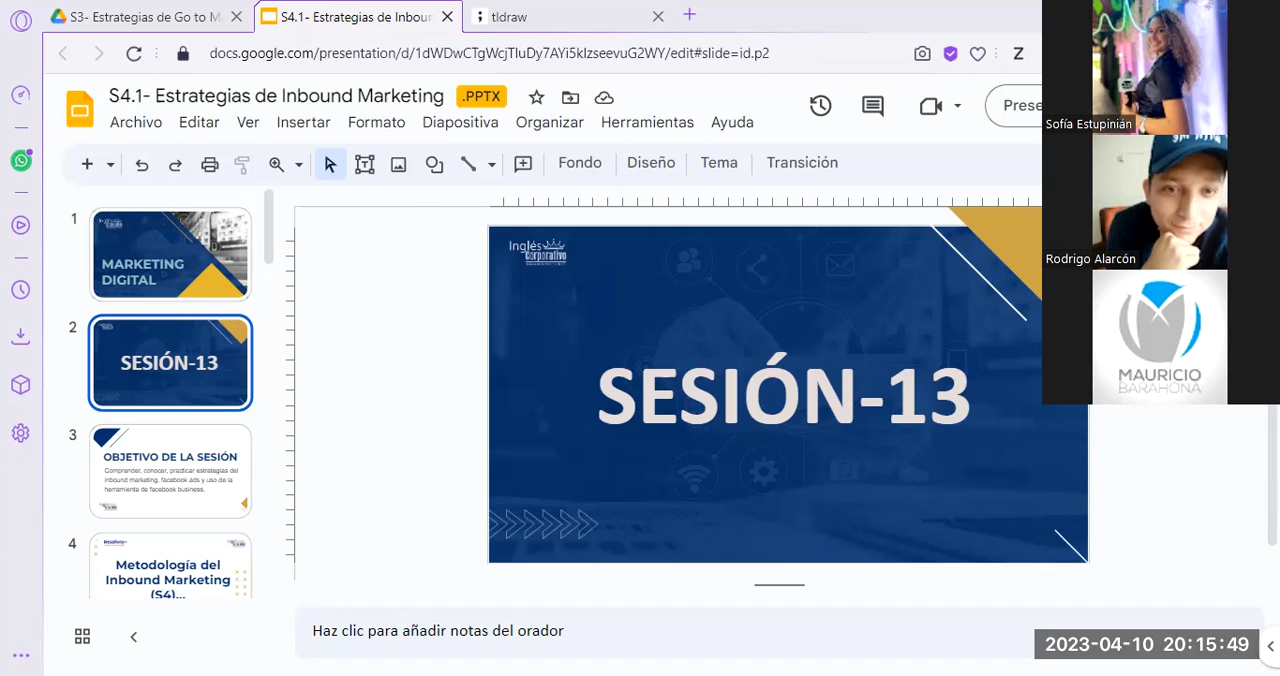 S3- Estrategias de Go to M
S4.1- Estrategias de Inbour
tldraw
docs.google.com/presentation/d/1dWDwCTgWcjTluDy7AYi5kIzseevuG2WY/edit#slide=id.p2
S4.1- Estrategias de Inbound Marketing
.PPTX
Archivo Editar Ver Insertar Formato Diapositiva Organizar Herramientas Ayuda
Prese
Fondo Diseño Tema Transición
1
MARKETING
DIGITAL
2
SESIÓN-13
3
OBJETIVO DE LA SESIÓN
Comprender, conocer, practicar estrategias del
inbound marketing, facebook ads y uso de la
herramienta de facebook business.
4
Metodología del
Inbound Marketing
(S4)...
Inglés
Corporativo
SESIÓN-13
Haz clic para añadir notas del orador
Sofía Estupinián
Rodrigo Alarcón
MAURICIO
BARAHONA
2023-04-10 20:15:49